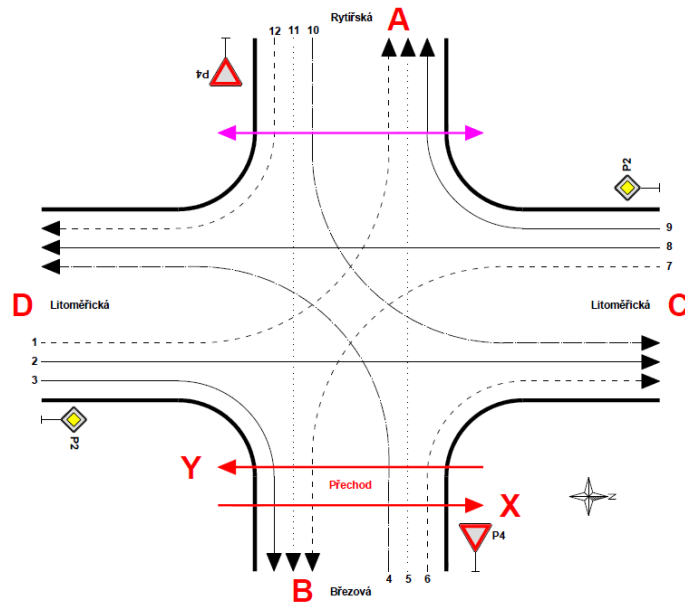 Rytířská
A
12 11 10
P4
P2
9
8
7
D
Litoměřická
Litoměřická
C
1
2
3
P2
Y
Přechod
X
N
P4
B
Březová
4 5 6